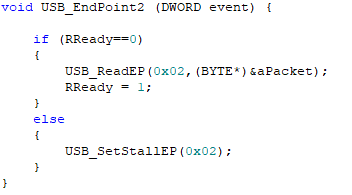 void USB_EndPoint2 (DWORD event) {
if (RReady==0)
{
USB_ReadEP(0x02,(BYTE*)&aPacket);
RReady = 1;
}
else
{
USB_SetStallEP(0x02);
}
}